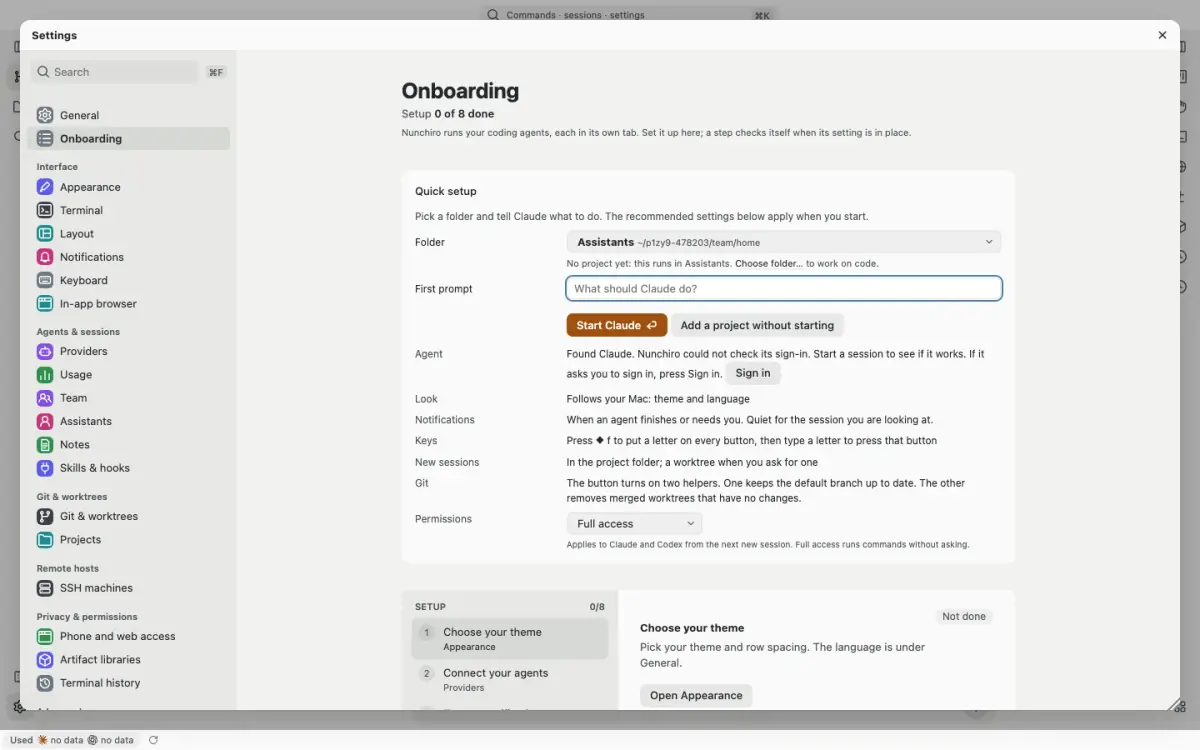 Commands · sessions · settings
⌘K
Settings
Search
⌘F
General
Onboarding
Interface
Appearance
Terminal
Layout
Notifications
Keyboard
In-app browser
Agents & sessions
Providers
Usage
Team
Assistants
Notes
Skills & hooks
Git & worktrees
Git & worktrees
Projects
Remote hosts
SSH machines
Privacy & permissions
Phone and web access
Artifact libraries
Terminal history
Onboarding
Setup 0 of 8 done
Nunchiro runs your coding agents, each in its own tab. Set it up here; a step checks itself when its setting is in place.
Quick setup
Pick a folder and tell Claude what to do. The recommended settings below apply when you start.
Folder
Assistants ~/p1zy9-478203/team/home
No project yet: this runs in Assistants. Choose folder... to work on code.
First prompt
What should Claude do?
Start Claude
Add a project without starting
Agent
Found Claude. Nunchiro could not check its sign-in. Start a session to see if it works. If it
asks you to sign in, press Sign in. Sign in
Look
Follows your Mac: theme and language
Notifications
When an agent finishes or needs you. Quiet for the session you are looking at.
Keys
Press ◆ f to put a letter on every button, then type a letter to press that button
New sessions
In the project folder; a worktree when you ask for one
Git
The button turns on two helpers. One keeps the default branch up to date. The other
removes merged worktrees that have no changes.
Permissions
Full access
Applies to Claude and Codex from the next new session. Full access runs commands without asking.
SETUP 0/8
1 Choose your theme
Appearance
2 Connect your agents
Providers
Not done
Choose your theme
Pick your theme and row spacing. The language is under
General.
Open Appearance
Used no data no data